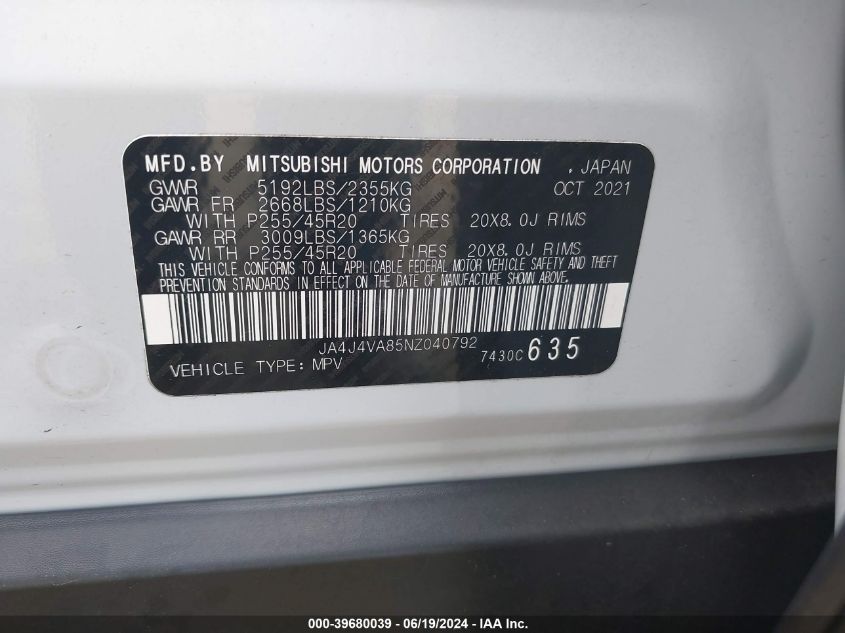 MFD.BY MITSUBISHI MOTORS CORPORATION . JAPAN
GWR 5192LBS/2355KG OCT 2021
GAWR FR 2668LBS/1210KG
WITH P255/45R20 TIRES 20X8.0J RIMS
GAWR RR 3009LBS/1365KG
WITH P255/45R20 TIRES 20X8.0J RIMS
THIS VEHICLE CONFORMS TO ALL APPLICABLE FEDERAL MOTOR VEHICLE SAFETY AND THEFT
PREVENTION STANDARDS IN EFFECT ON THE DATE OF MANUFACTURE SHOWN ABOVE.
JA4J4VA85NZ040792
7430C 635
VEHICLE TYPE: MPV
000-39680039 - 06/19/2024 - IAA Inc.